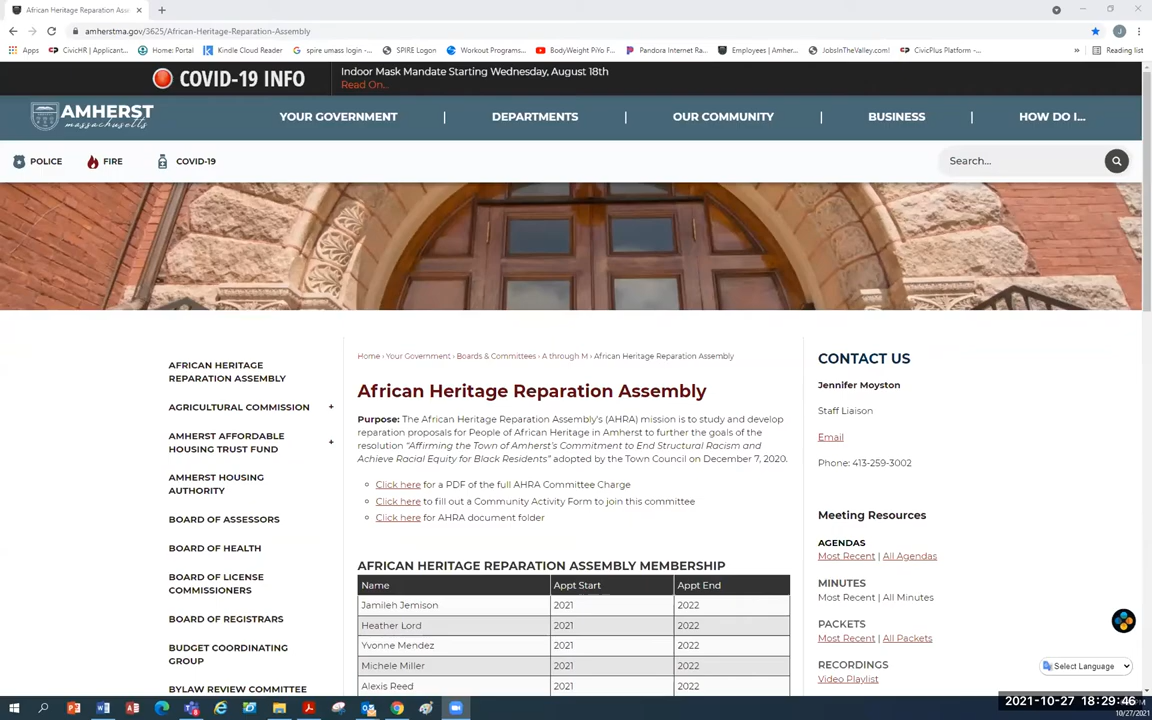 African Heritage Reparation Assem
amherstma.gov/3625/African-Heritage-Reparation-Assembly
Apps
CivicHR | Applicant...
Home: Portal
Kindle Cloud Reader
spire umass login -...
SPIRE Logon
Workout Programs...
BodyWeight PiYo F...
Pandora Internet Ra...
Employees | Amher...
JobsInTheValley.com!
CivicPlus Platform -...
»
Reading list
COVID-19 INFO
Indoor Mask Mandate Starting Wednesday, August 18th
Read On...
AMHERST
Massachusetts
YOUR GOVERNMENT
DEPARTMENTS
OUR COMMUNITY
BUSINESS
HOW DO I...
POLICE
FIRE
COVID-19
Search...
AFRICAN HERITAGE
REPARATION ASSEMBLY
AGRICULTURAL COMMISSION +
AMHERST AFFORDABLE
HOUSING TRUST FUND +
AMHERST HOUSING
AUTHORITY
BOARD OF ASSESSORS
BOARD OF HEALTH
BOARD OF LICENSE
COMMISSIONERS
BOARD OF REGISTRARS
BUDGET COORDINATING
GROUP
BYLAW REVIEW COMMITTEE
Home › Your Government › Boards & Committees › A through M › African Heritage Reparation Assembly
African Heritage Reparation Assembly
Purpose: The African Heritage Reparation Assembly's (AHRA) mission is to study and develop
reparation proposals for People of African Heritage in Amherst to further the goals of the
resolution "Affirming the Town of Amherst's Commitment to End Structural Racism and
Achieve Racial Equity for Black Residents" adopted by the Town Council on December 7, 2020.
Click here for a PDF of the full AHRA Committee Charge
Click here to fill out a Community Activity Form to join this committee
Click here for AHRA document folder
AFRICAN HERITAGE REPARATION ASSEMBLY MEMBERSHIP
Name Appt Start Appt End
Jamileh Jemison 2021 2022
Heather Lord 2021 2022
Yvonne Mendez 2021 2022
Michele Miller 2021 2022
Alexis Reed 2021 2022
CONTACT US
Jennifer Moyston
Staff Liaison
Email
Phone: 413-259-3002
Meeting Resources
AGENDAS
Most Recent | All Agendas
MINUTES
Most Recent | All Minutes
PACKETS
Most Recent | All Packets
RECORDINGS
Video Playlist
Select Language
2021-10-27 18:29:46
10/27/2021